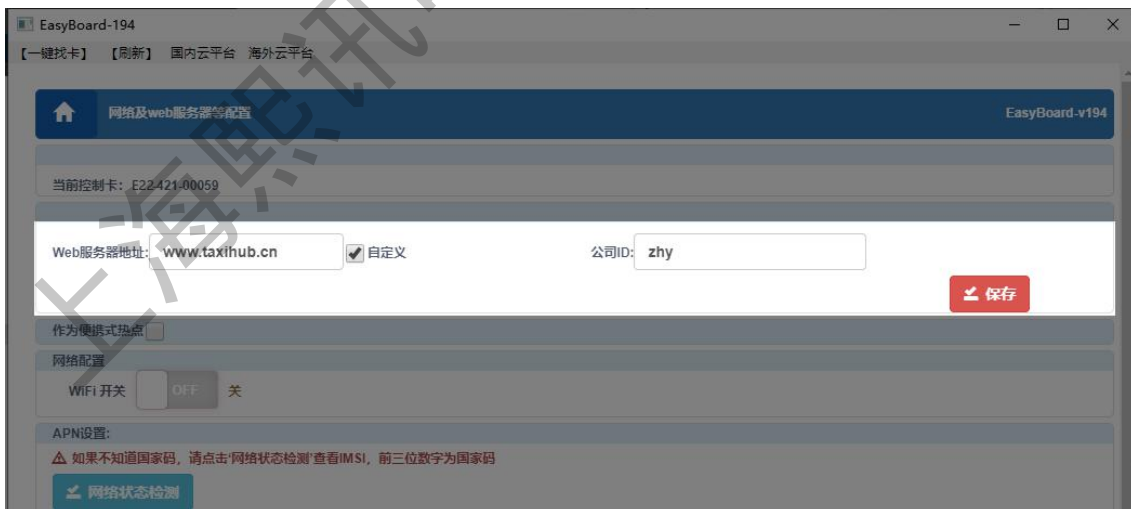 EasyBoard-194
【一键找卡】 【刷新】 国内云平台 海外云平台
网络及web服务器等配置 EasyBoard-v194
当前控制卡：E22-421-00059
Web服务器地址: www.taxihub.cn 自定义 公司ID: zhy
保存
作为便携式热点
网络配置
WiFi 开关 OFF 关
APN设置:
如果不知道国家码，请点击'网络状态检测'查看IMSI，前三位数字为国家码
网络状态检测
上海熙讯